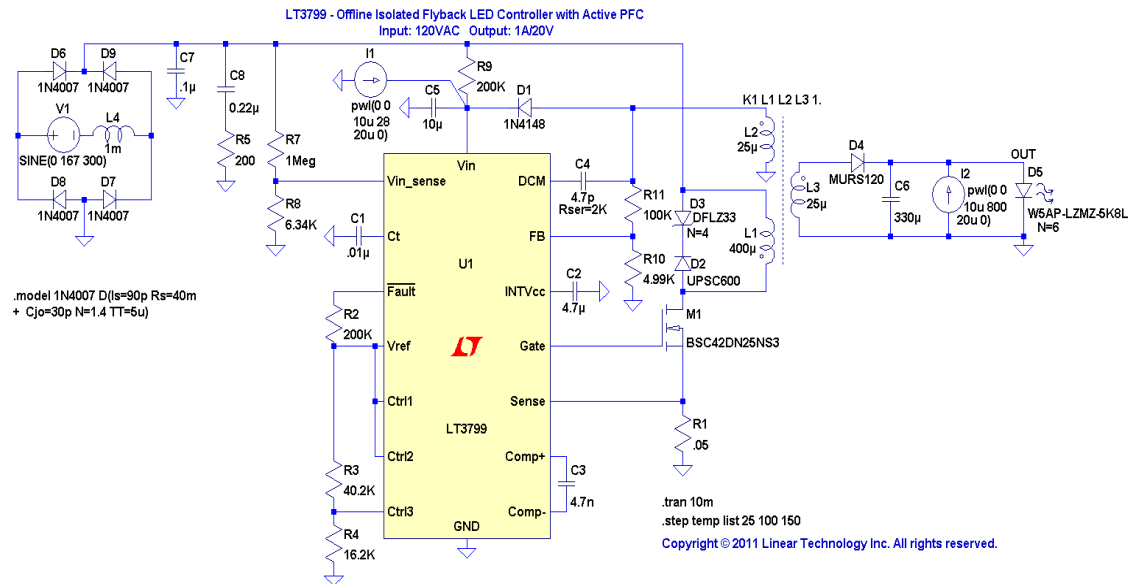 LT3799 - Offline Isolated Flyback LED Controller with Active PFC
Input: 120VAC Output: 1A/20V
D6
1N4007
D9
1N4007
V1
SINE(0 167 300)
L4
1m
D8
1N4007
D7
1N4007
C7
.1µ
C8
0.22µ
R5
200
R7
1Meg
R8
6.34K
I1
pwl(0 0
10u 28
20u 0)
R9
200K
C5
10µ
D1
1N4148
K1 L1 L2 L3 1.
L2
25µ
L3
25µ
D4
MURS120
C6
330µ
I2
pwl(0 0
10u 800
20u 0)
OUT
D5
W5AP-LZMZ-5K8L
N=6
C4
4.7p
Rser=2K
R11
100K
R10
4.99K
D3
DFLZ33
N=4
D2
UPSC600
L1
400µ
C1
.01µ
C2
4.7µ
M1
BSC42DN25NS3
R1
.05
C3
4.7n
R2
200K
R3
40.2K
R4
16.2K
U1
LT3799
Vin
Vin_sense
Ct
Fault
Vref
Ctrl1
Ctrl2
Ctrl3
GND
DCM
FB
INTVcc
Gate
Sense
Comp+
Comp-
.model 1N4007 D(Is=90p Rs=40m
+ Cjo=30p N=1.4 TT=5u)
.tran 10m
.step temp list 25 100 150
Copyright © 2011 Linear Technology Inc. All rights reserved.